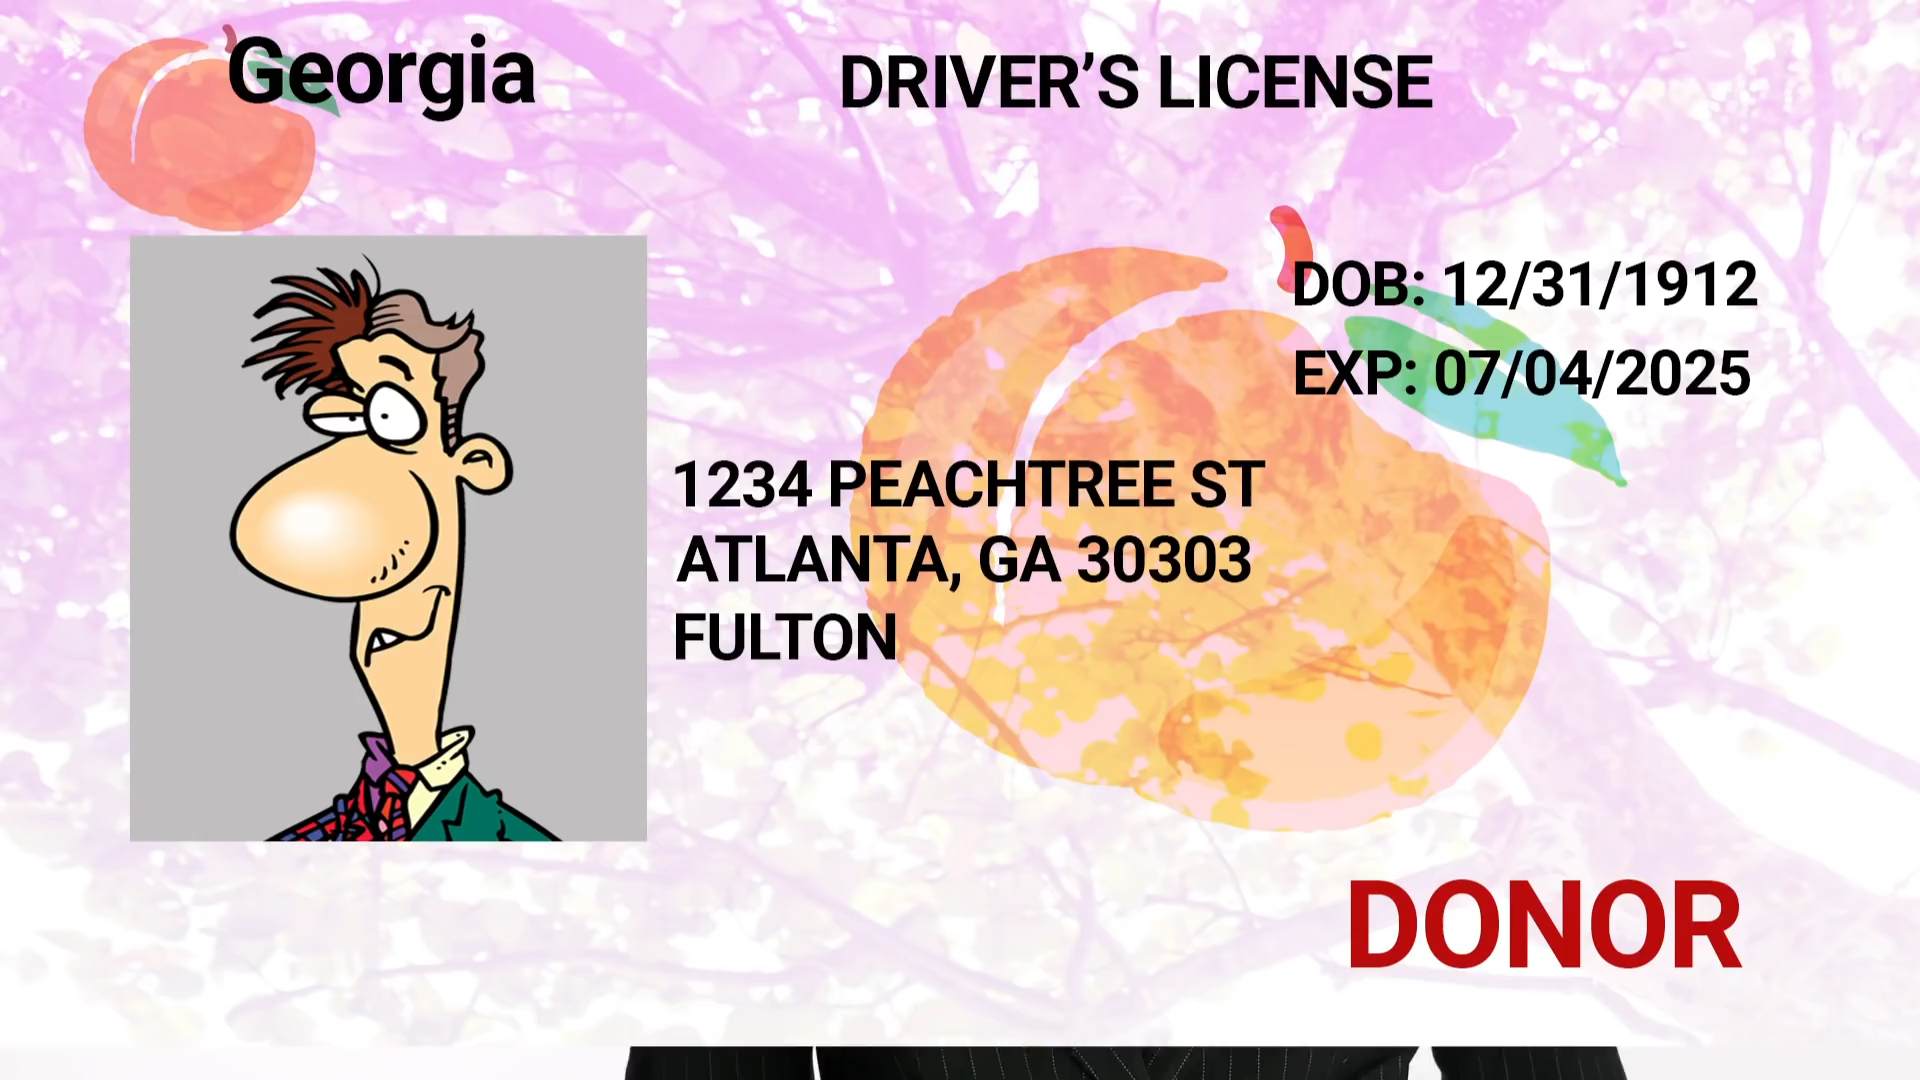 Georgia
DRIVER’S LICENSE
DOB: 12/31/1912
EXP: 07/04/2025
1234 PEACHTREE ST
ATLANTA, GA 30303
FULTON
DONOR